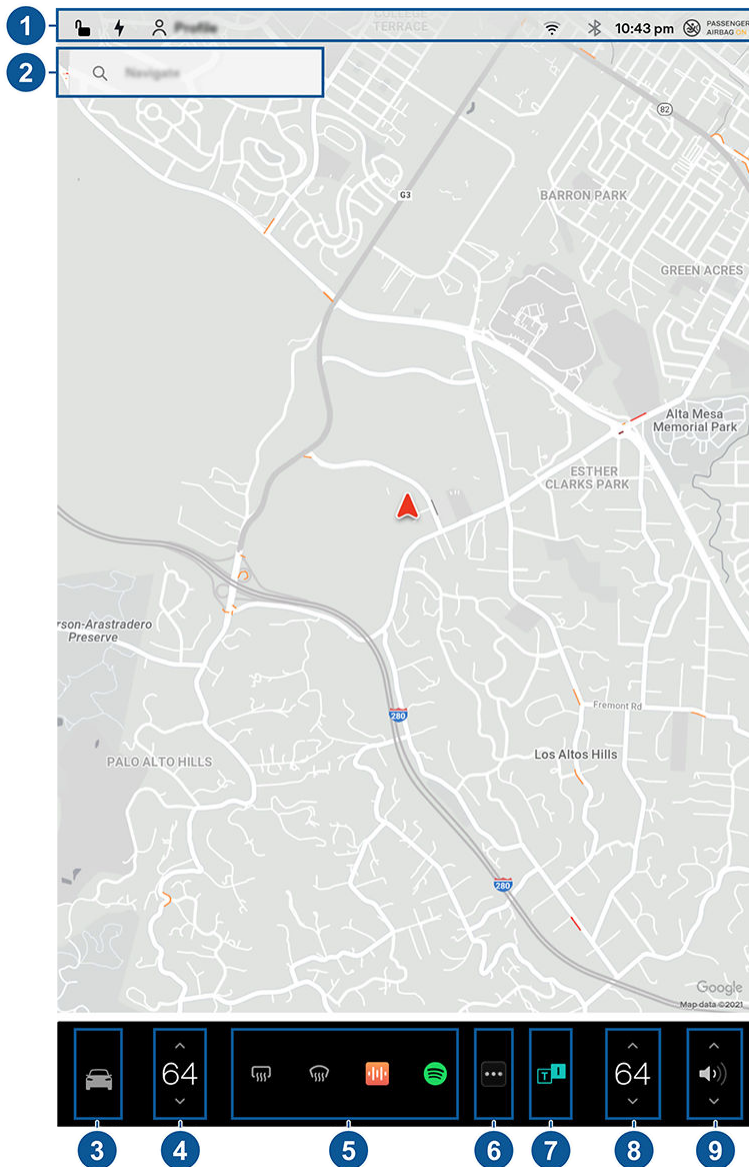 1
COLLEGE
TERRACE
Profile
10:43 pm
PASSENGER
AIRBAG ON
2
Navigate
82
G3
BARRON PARK
GREEN ACRES
Alta Mesa
Memorial Park
ESTHER
CLARKS PARK
rson-Arastradero
Preserve
Fremont Rd
280
PALO ALTO HILLS
Los Altos Hills
280
Google
Map data ©2021
64
T
I
64
3
4
5
6
7
8
9